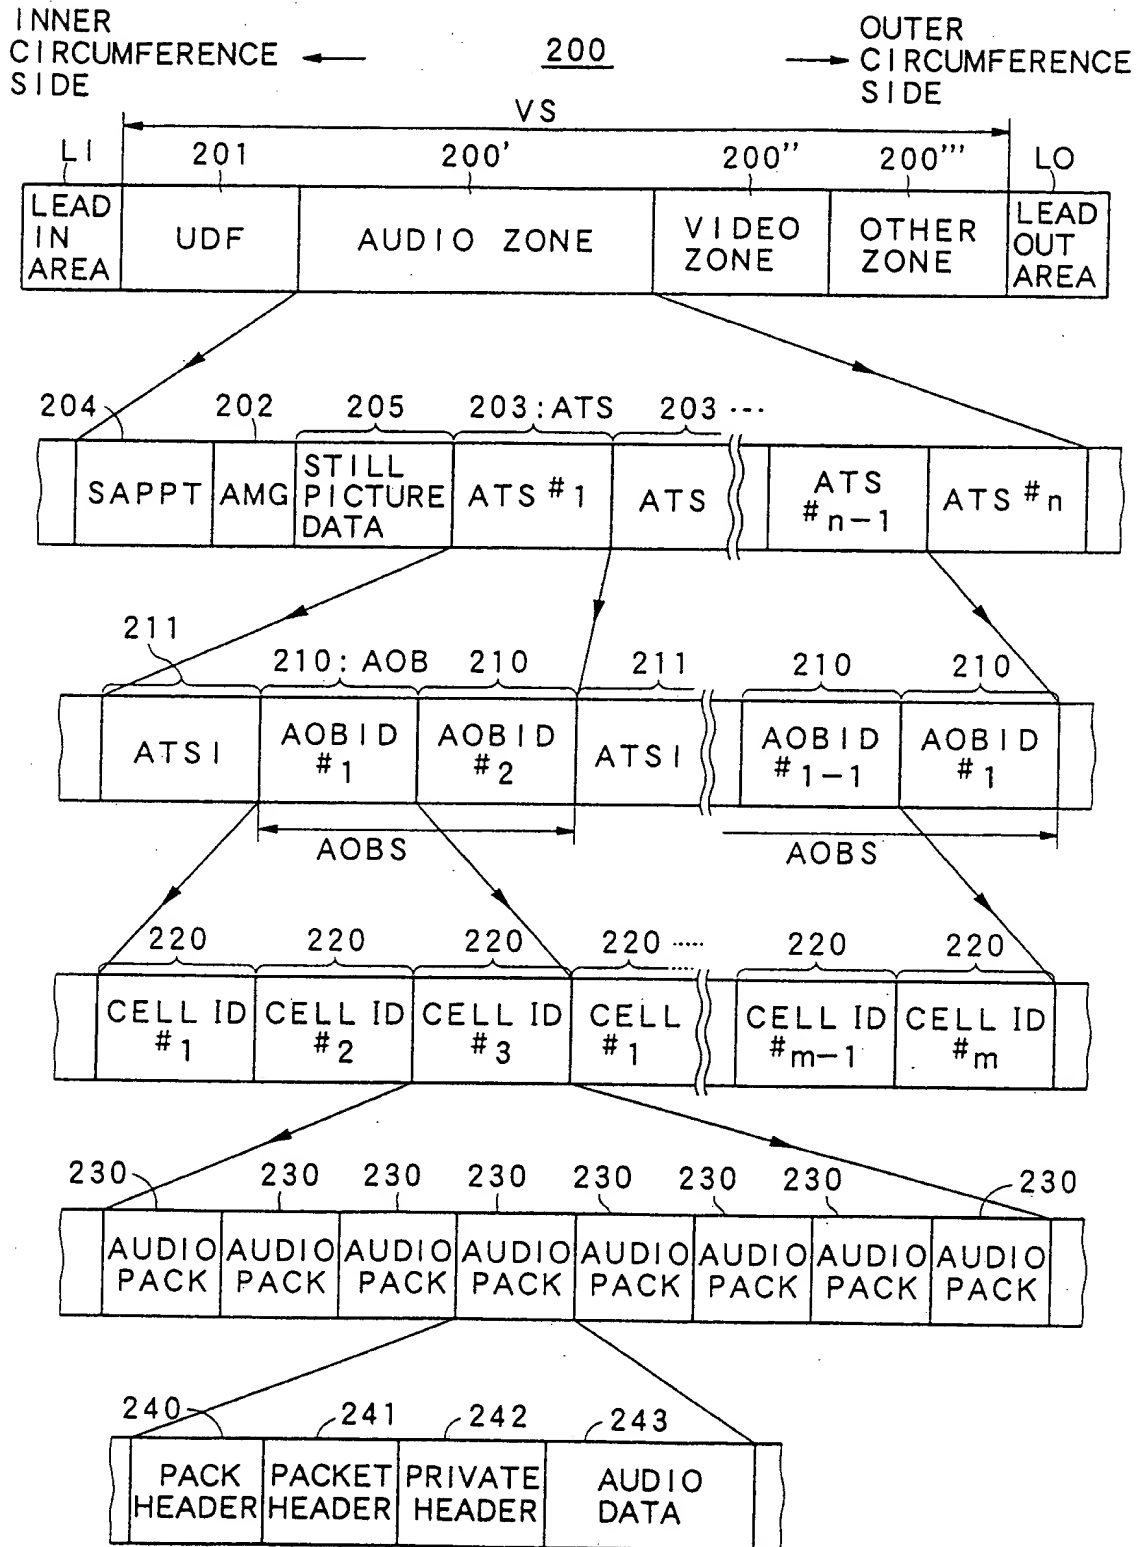 INNER
CIRCUMFERENCE
SIDE
200
OUTER
CIRCUMFERENCE
SIDE
VS
LI
201
200'
200''
200'''
LO
LEAD
IN
AREA
UDF
AUDIO ZONE
VIDEO
ZONE
OTHER
ZONE
LEAD
OUT
AREA
204
202
205
203:ATS
203 ...
SAPPT
AMG
STILL
PICTURE
DATA
ATS #1
ATS
ATS
#n-1
ATS #n
211
210:AOB
210
211
210
210
ATSI
AOBID
#1
AOBID
#2
ATSI
AOBID
#1-1
AOBID
#1
AOBS
AOBS
220
220
220
220 .....
220
220
CELL ID
#1
CELL ID
#2
CELL ID
#3
CELL
#1
CELL ID
#m-1
CELL ID
#m
230
230
230
230
230
230
230
230
AUDIO
PACK
AUDIO
PACK
AUDIO
PACK
AUDIO
PACK
AUDIO
PACK
AUDIO
PACK
AUDIO
PACK
AUDIO
PACK
240
241
242
243
PACK
HEADER
PACKET
HEADER
PRIVATE
HEADER
AUDIO
DATA